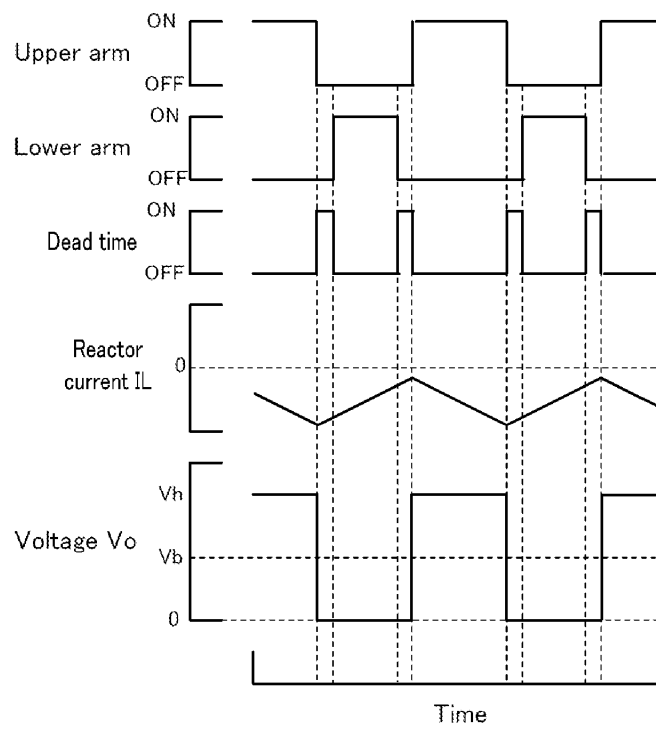 ON
Upper arm
OFF
ON
Lower arm
OFF
ON
Dead time
OFF
Reactor
current IL
0
Vh
Voltage Vo
Vb
0
Time